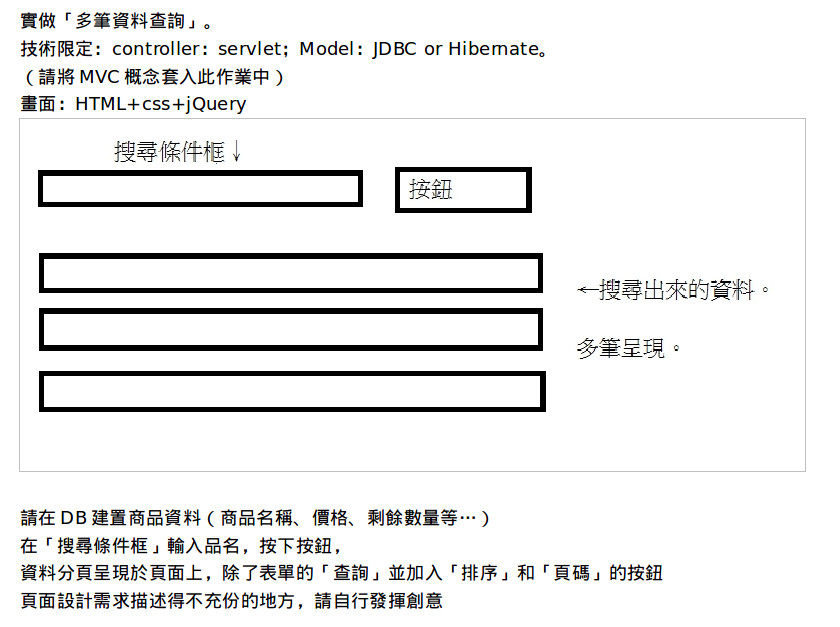 實做「多筆資料查詢」。
技術限定：controller：servlet；Model：JDBC or Hibernate。
（請將 MVC 概念套入此作業中）
畫面：HTML+css+jQuery
搜尋條件框↓
按鈕
←搜尋出來的資料。
多筆呈現。
請在 DB 建置商品資料（商品名稱、價格、剩餘數量等…）
在「搜尋條件框」輸入品名，按下按鈕，
資料分頁呈現於頁面上，除了表單的「查詢」並加入「排序」和「頁碼」的按鈕
頁面設計需求描述得不充份的地方，請自行發揮創意